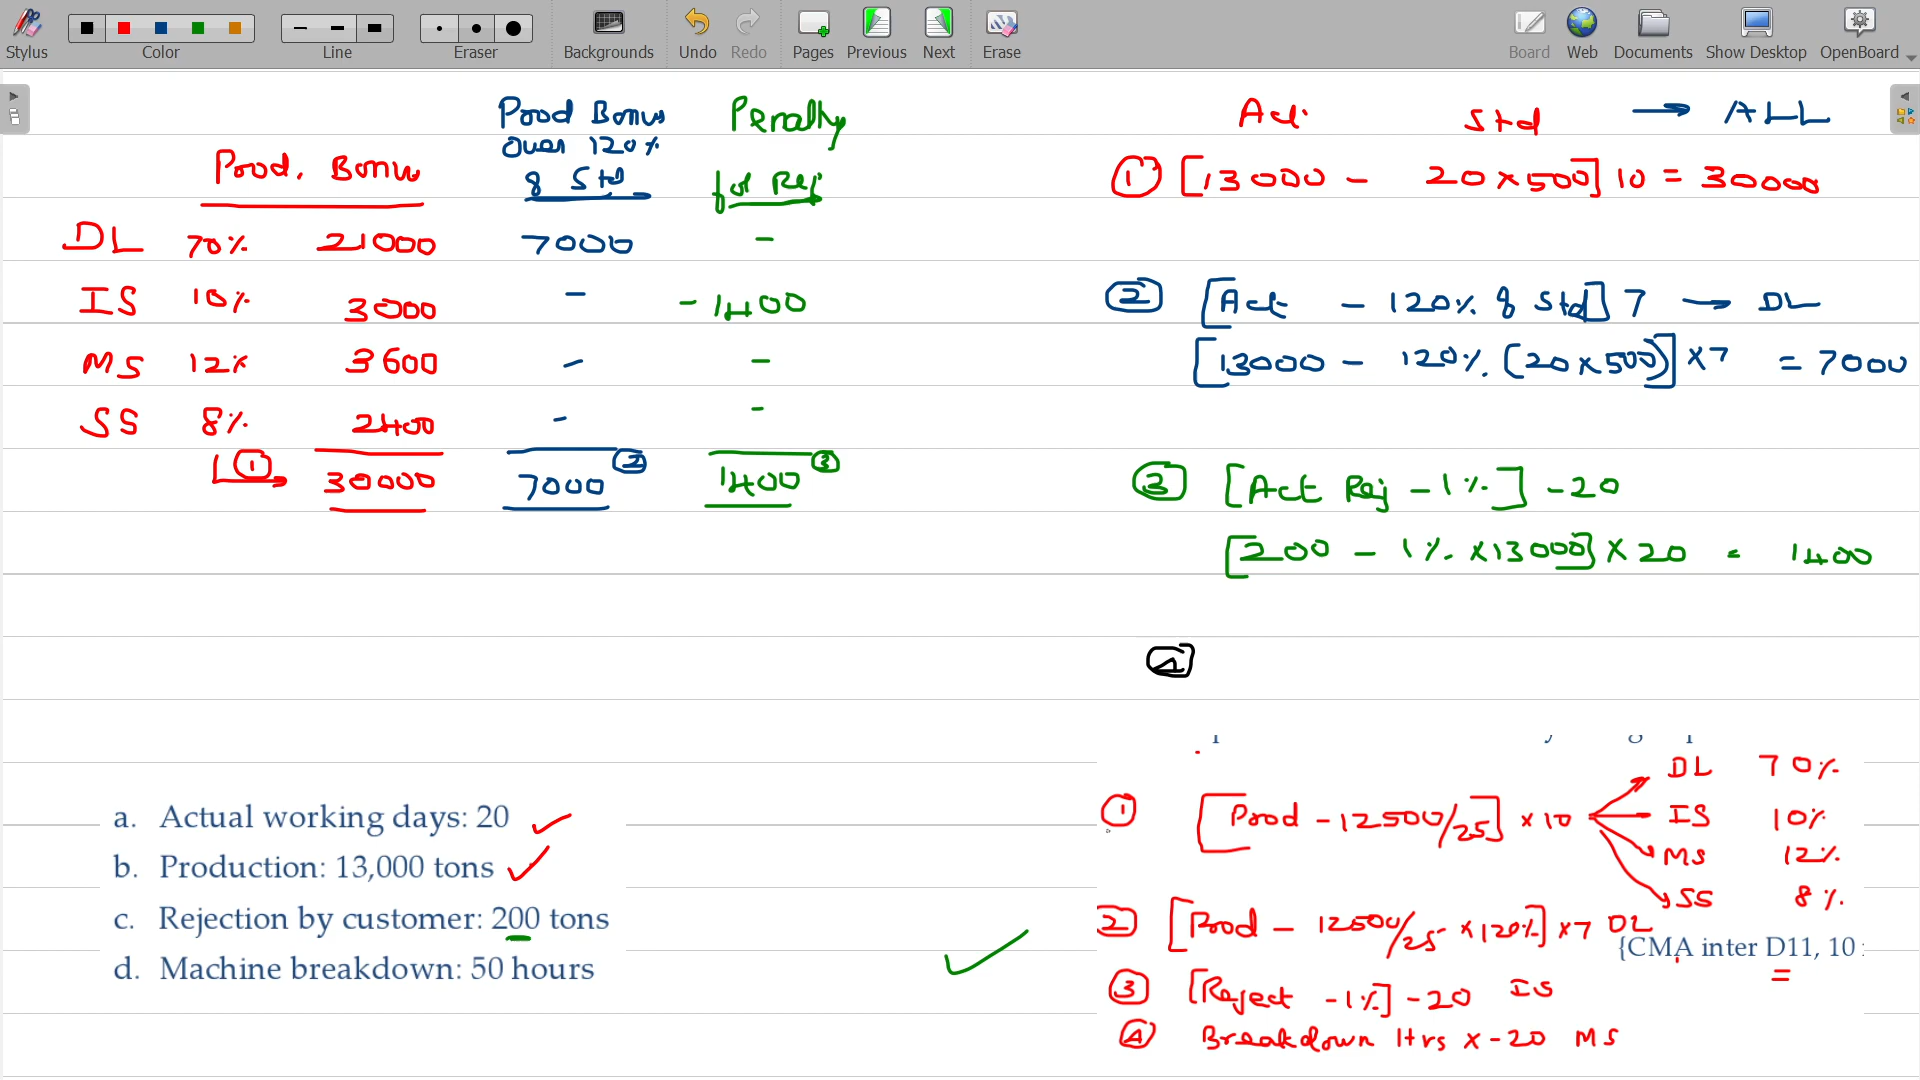 Stylus Color Line Eraser Backgrounds Undo Redo Pages Previous Next Erase Board Web Documents Show Desktop OpenBoard
Prod. Bonus
Prod Bonus
Over 120%
8 Std
Penalty
for Rej
DL 70% 21000 7000 -
IS 10% 3000 - - 1400
MS 12% 3600 - -
SS 8% 2400 - -
① 30000 7000 ② 1400 ③
Act. Std → ALL
① [13000 - 20×500] 10 = 30000
② [Act - 120% 8 Std] 7 → DL
[13000 - 120% (20×500)] ×7 = 7000
③ [Act Rej - 1%] - 20
[200 - 1% ×13000] × 20 = 1400
④
a. Actual working days: 20
b. Production: 13,000 tons
c. Rejection by customer: 200 tons
d. Machine breakdown: 50 hours
① [Prod - 12500/25] × 10
DL 70%
IS 10%
MS 12%
SS 8%
② [Prod - 12500/25 ×120%] ×7 DL
{CMA inter D11, 10
③ [Reject - 1%] - 20 IS
=
④ Breakdown Hrs × - 20 MS